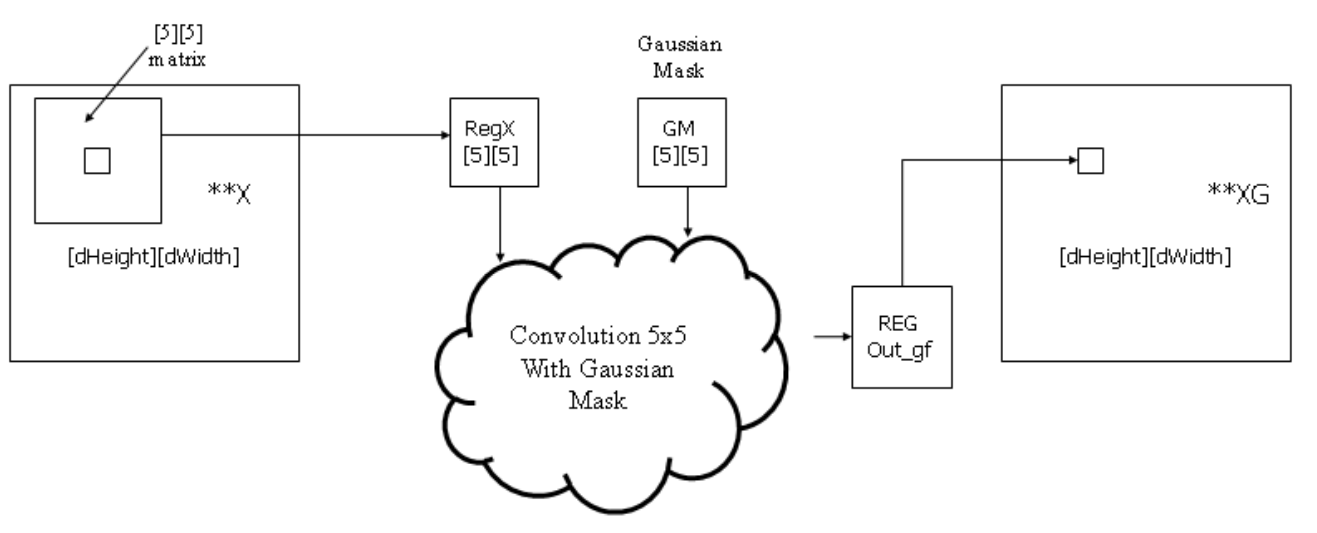 [5][5]
matrix
**X
[dHeight][dWidth]
RegX
[5][5]
Gaussian
Mask
GM
[5][5]
Convolution 5x5
With Gaussian
Mask
REG
Out_gf
**XG
[dHeight][dWidth]